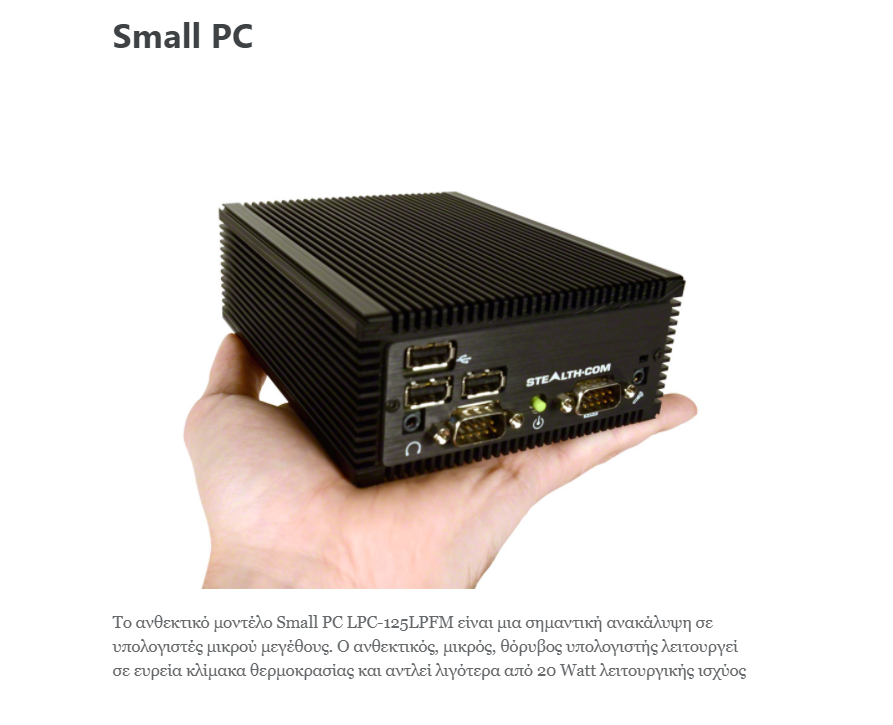 Small PC
STEALTH·COM
Το ανθεκτικό μοντέλο Small PC LPC-125LPFM είναι μια σημαντική ανακάλυψη σε
υπολογιστές μικρού μεγέθους. Ο ανθεκτικός, μικρός, θόρυβος υπολογιστής λειτουργεί
σε ευρεία κλίμακα θερμοκρασίας και αντλεί λιγότερα από 20 Watt λειτουργικής ισχύος